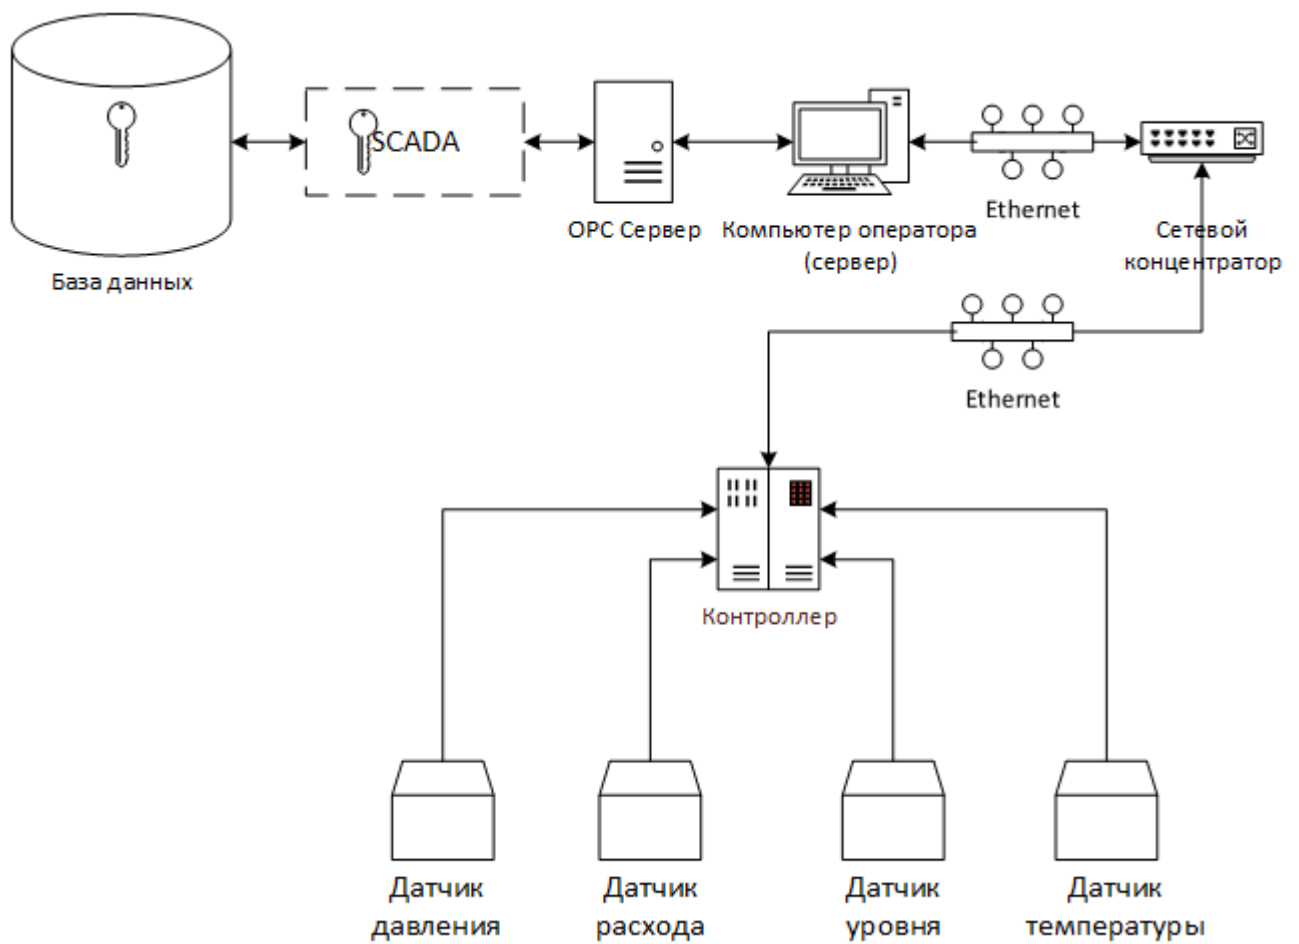 SCADA
OPC Сервер
Компьютер оператора
(сервер)
Ethernet
Сетевой
концентратор
База данных
Ethernet
Контроллер
Датчик
давления
Датчик
расхода
Датчик
уровня
Датчик
температуры